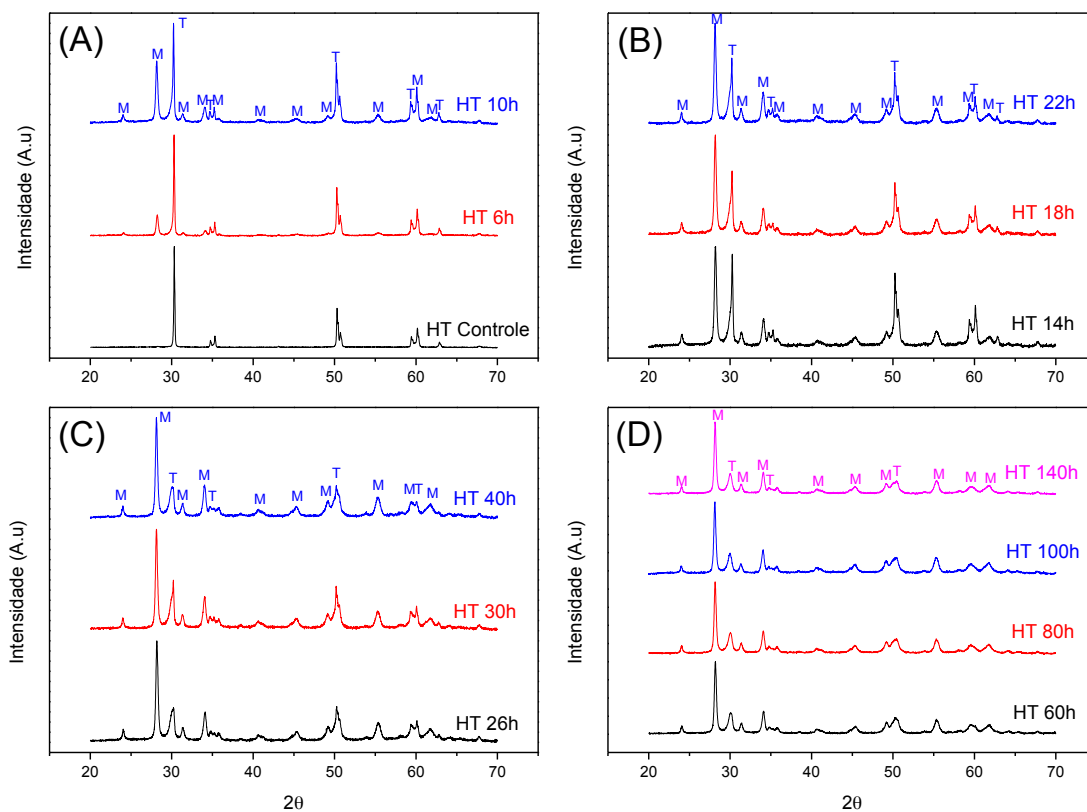 (A)
T
M
T
HT 10h
M
M
M
T
M
M
M
M
M
T
M
M
T
HT 6h
HT Controle
Intensidade (A.u)
20 30 40 50 60 70
(B)
M
T
T
HT 22h
M
M
M
T
M
M
M
M
M
M
T
M
T
HT 18h
HT 14h
Intensidade (A.u)
20 30 40 50 60 70
(C)
M
HT 40h
M
T
M
M
T
M
M
M
T
M
M
T
M
HT 30h
HT 26h
Intensidade (A.u)
20 30 40 50 60 70
2θ
(D)
M
HT 140h
M
T
M
M
T
M
M
M
T
M
M
M
HT 100h
HT 80h
HT 60h
Intensidade (A.u)
20 30 40 50 60 70
2θ